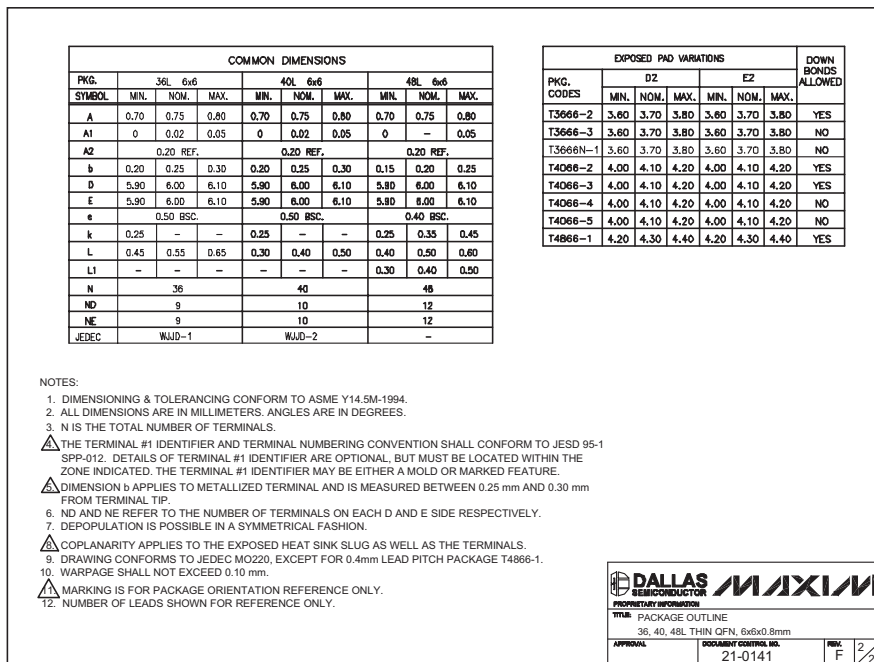 COMMON DIMENSIONS
PKG. 36L 6x6 40L 6x6 48L 6x6
SYMBOL MIN. NOM. MAX. MIN. NOM. MAX. MIN. NOM. MAX.
A 0.70 0.75 0.80 0.70 0.75 0.80 0.70 0.75 0.80
A1 0 0.02 0.05 0 0.02 0.05 0 – 0.05
A2 0.20 REF. 0.20 REF. 0.20 REF.
b 0.20 0.25 0.30 0.20 0.25 0.30 0.15 0.20 0.25
D 5.90 6.00 6.10 5.90 6.00 6.10 5.90 6.00 6.10
E 5.90 6.00 6.10 5.90 6.00 6.10 5.90 6.00 6.10
e 0.50 BSC. 0.50 BSC. 0.40 BSC.
k 0.25 – – 0.25 – – 0.25 0.35 0.45
L 0.45 0.55 0.65 0.30 0.40 0.50 0.40 0.50 0.60
L1 – – – – – – 0.30 0.40 0.50
N 36 40 48
ND 9 10 12
NE 9 10 12
JEDEC WJJD-1 WJJD-2 –
EXPOSED PAD VARIATIONS DOWN BONDS ALLOWED
PKG. CODES D2 E2
MIN. NOM. MAX. MIN. NOM. MAX.
T3666-2 3.60 3.70 3.80 3.60 3.70 3.80 YES
T3666-3 3.60 3.70 3.80 3.60 3.70 3.80 NO
T3666N-1 3.60 3.70 3.80 3.60 3.70 3.80 NO
T4066-2 4.00 4.10 4.20 4.00 4.10 4.20 YES
T4066-3 4.00 4.10 4.20 4.00 4.10 4.20 YES
T4066-4 4.00 4.10 4.20 4.00 4.10 4.20 NO
T4066-5 4.00 4.10 4.20 4.00 4.10 4.20 NO
T4866-1 4.20 4.30 4.40 4.20 4.30 4.40 YES
NOTES:
1. DIMENSIONING & TOLERANCING CONFORM TO ASME Y14.5M-1994.
2. ALL DIMENSIONS ARE IN MILLIMETERS. ANGLES ARE IN DEGREES.
3. N IS THE TOTAL NUMBER OF TERMINALS.
4. THE TERMINAL #1 IDENTIFIER AND TERMINAL NUMBERING CONVENTION SHALL CONFORM TO JESD 95-1
SPP-012. DETAILS OF TERMINAL #1 IDENTIFIER ARE OPTIONAL, BUT MUST BE LOCATED WITHIN THE
ZONE INDICATED. THE TERMINAL #1 IDENTIFIER MAY BE EITHER A MOLD OR MARKED FEATURE.
5. DIMENSION b APPLIES TO METALLIZED TERMINAL AND IS MEASURED BETWEEN 0.25 mm AND 0.30 mm
FROM TERMINAL TIP.
6. ND AND NE REFER TO THE NUMBER OF TERMINALS ON EACH D AND E SIDE RESPECTIVELY.
7. DEPOPULATION IS POSSIBLE IN A SYMMETRICAL FASHION.
8. COPLANARITY APPLIES TO THE EXPOSED HEAT SINK SLUG AS WELL AS THE TERMINALS.
9. DRAWING CONFORMS TO JEDEC MO220, EXCEPT FOR 0.4mm LEAD PITCH PACKAGE T4866-1.
10. WARPAGE SHALL NOT EXCEED 0.10 mm.
11. MARKING IS FOR PACKAGE ORIENTATION REFERENCE ONLY.
12. NUMBER OF LEADS SHOWN FOR REFERENCE ONLY.
DALLAS SEMICONDUCTOR MAXIM
PROPRIETARY INFORMATION
TITLE: PACKAGE OUTLINE
36, 40, 48L THIN QFN, 6x6x0.8mm
APPROVAL DOCUMENT CONTROL NO. REV.
21-0141 F 2/2